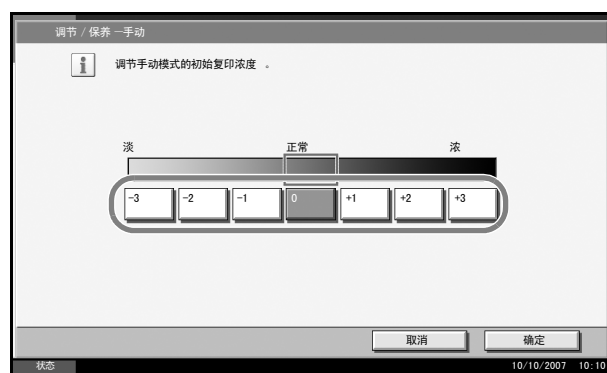 调节 / 保养 －手动
i 调节手动模式的初始复印浓度 。
淡 正常 浓
-3 -2 -1 0 +1 +2 +3
取消 确定
状态 10/10/2007 10:10